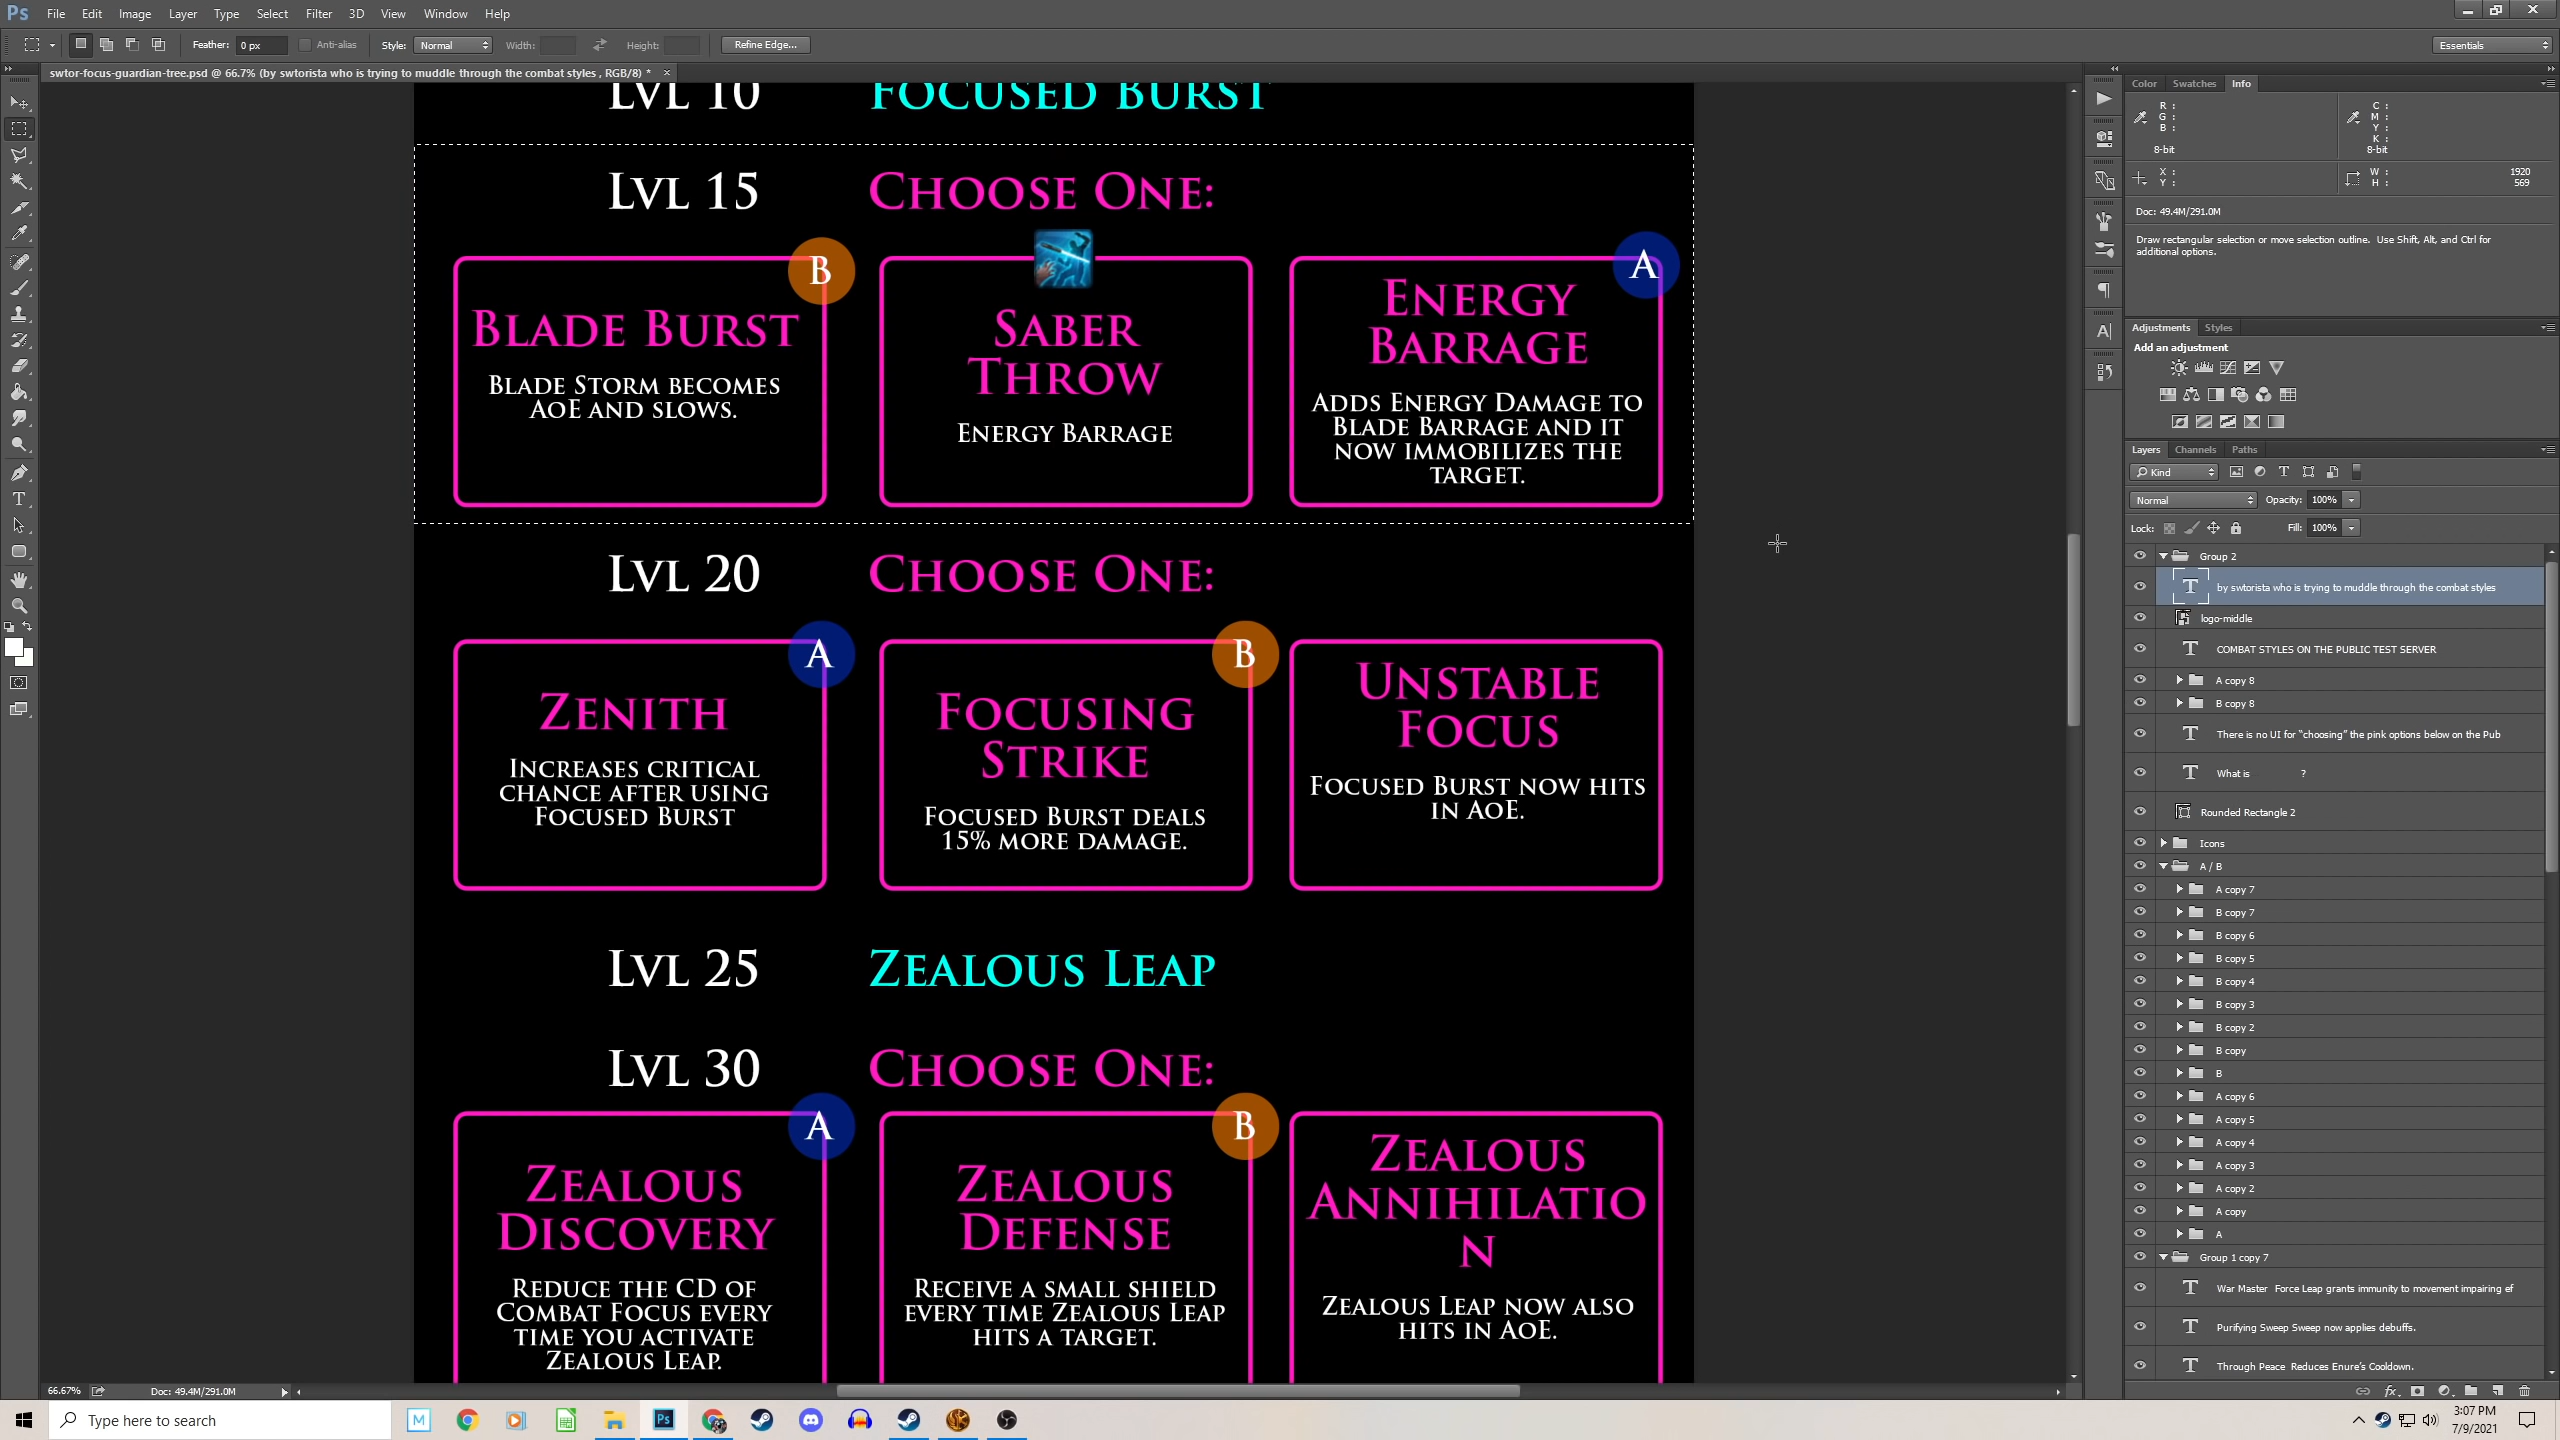 Ps File Edit Image Layer Type Select Filter 3D View Window Help
Feather: 0 px Anti-alias Style: Normal Width: Height: Refine Edge... Essentials
swtor-focus-guardian-tree.psd @ 66.7% (by swtorista who is trying to muddle through the combat styles , RGB/8) *
Lvl 10 Focused Burst
Lvl 15 Choose One:
B
A
Blade Burst
Blade Storm becomes
AoE and slows.
Saber
Throw
Energy Barrage
Energy
Barrage
Adds Energy Damage to
Blade Barrage and it
now immobilizes the
target.
Lvl 20 Choose One:
A
B
Zenith
Increases critical
chance after using
Focused Burst
Focusing
Strike
Focused Burst deals
15% more damage.
Unstable
Focus
Focused Burst now hits
in AoE.
Lvl 25 Zealous Leap
Lvl 30 Choose One:
A
B
Zealous
Discovery
Reduce the CD of
Combat Focus every
time you activate
Zealous Leap.
Zealous
Defense
Receive a small shield
every time Zealous Leap
hits a target.
Zealous
Annihilatio
n
Zealous Leap now also
hits in AoE.
Color Swatches Info
R : C :
G : M :
B : Y :
K :
8-bit 8-bit
X : W : 1920
Y : H : 569
Doc: 49.4M/291.0M
Draw rectangular selection or move selection outline. Use Shift, Alt, and Ctrl for
additional options.
Adjustments Styles
Add an adjustment
Layers Channels Paths
Kind
Normal Opacity: 100%
Lock: Fill: 100%
Group 2
by swtorista who is trying to muddle through the combat styles
logo-middle
COMBAT STYLES ON THE PUBLIC TEST SERVER
A copy 8
B copy 8
There is no UI for "choosing" the pink options below on the Pub
What is ?
Rounded Rectangle 2
Icons
A / B
A copy 7
B copy 7
B copy 6
B copy 5
B copy 4
B copy 3
B copy 2
B copy
B
A copy 6
A copy 5
A copy 4
A copy 3
A copy 2
A copy
A
Group 1 copy 7
War Master Force Leap grants immunity to movement impairing ef
Purifying Sweep Sweep now applies debuffs.
Through Peace Reduces Enure's Cooldown.
66.67% Doc: 49.4M/291.0M
Type here to search
3:07 PM
7/9/2021